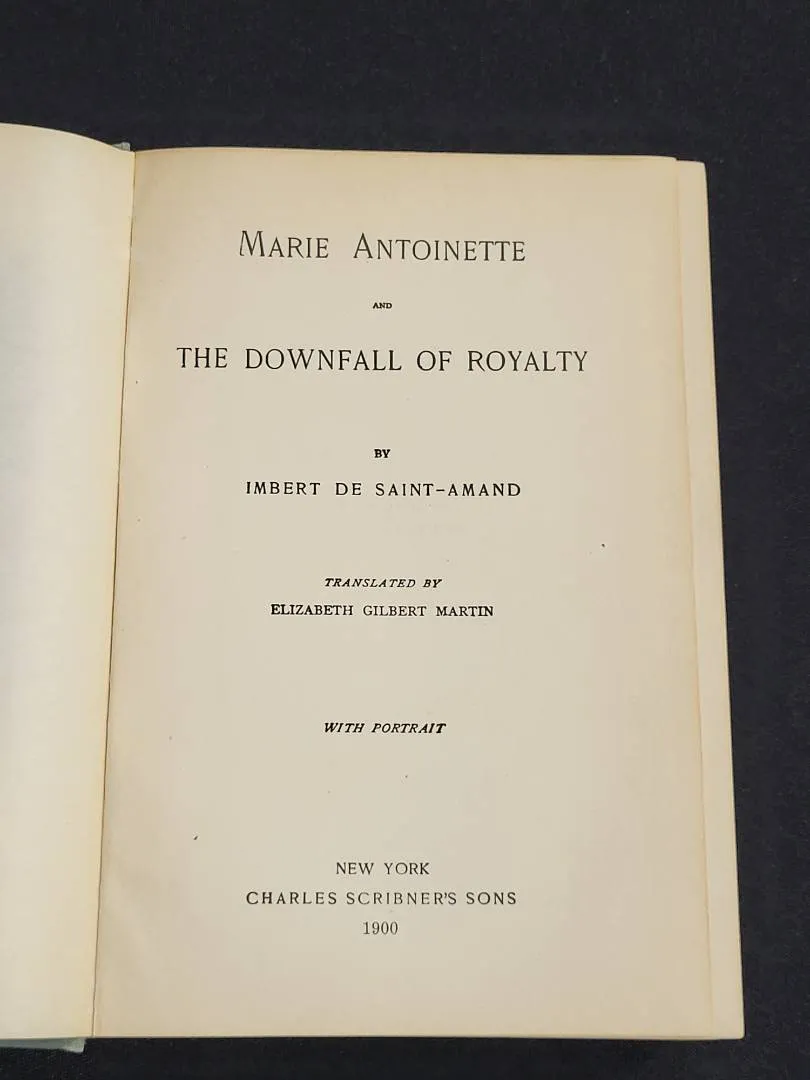 MARIE ANTOINETTE
AND
THE DOWNFALL OF ROYALTY
BY
IMBERT DE SAINT-AMAND
TRANSLATED BY
ELIZABETH GILBERT MARTIN
WITH PORTRAIT
NEW YORK
CHARLES SCRIBNER'S SONS
1900